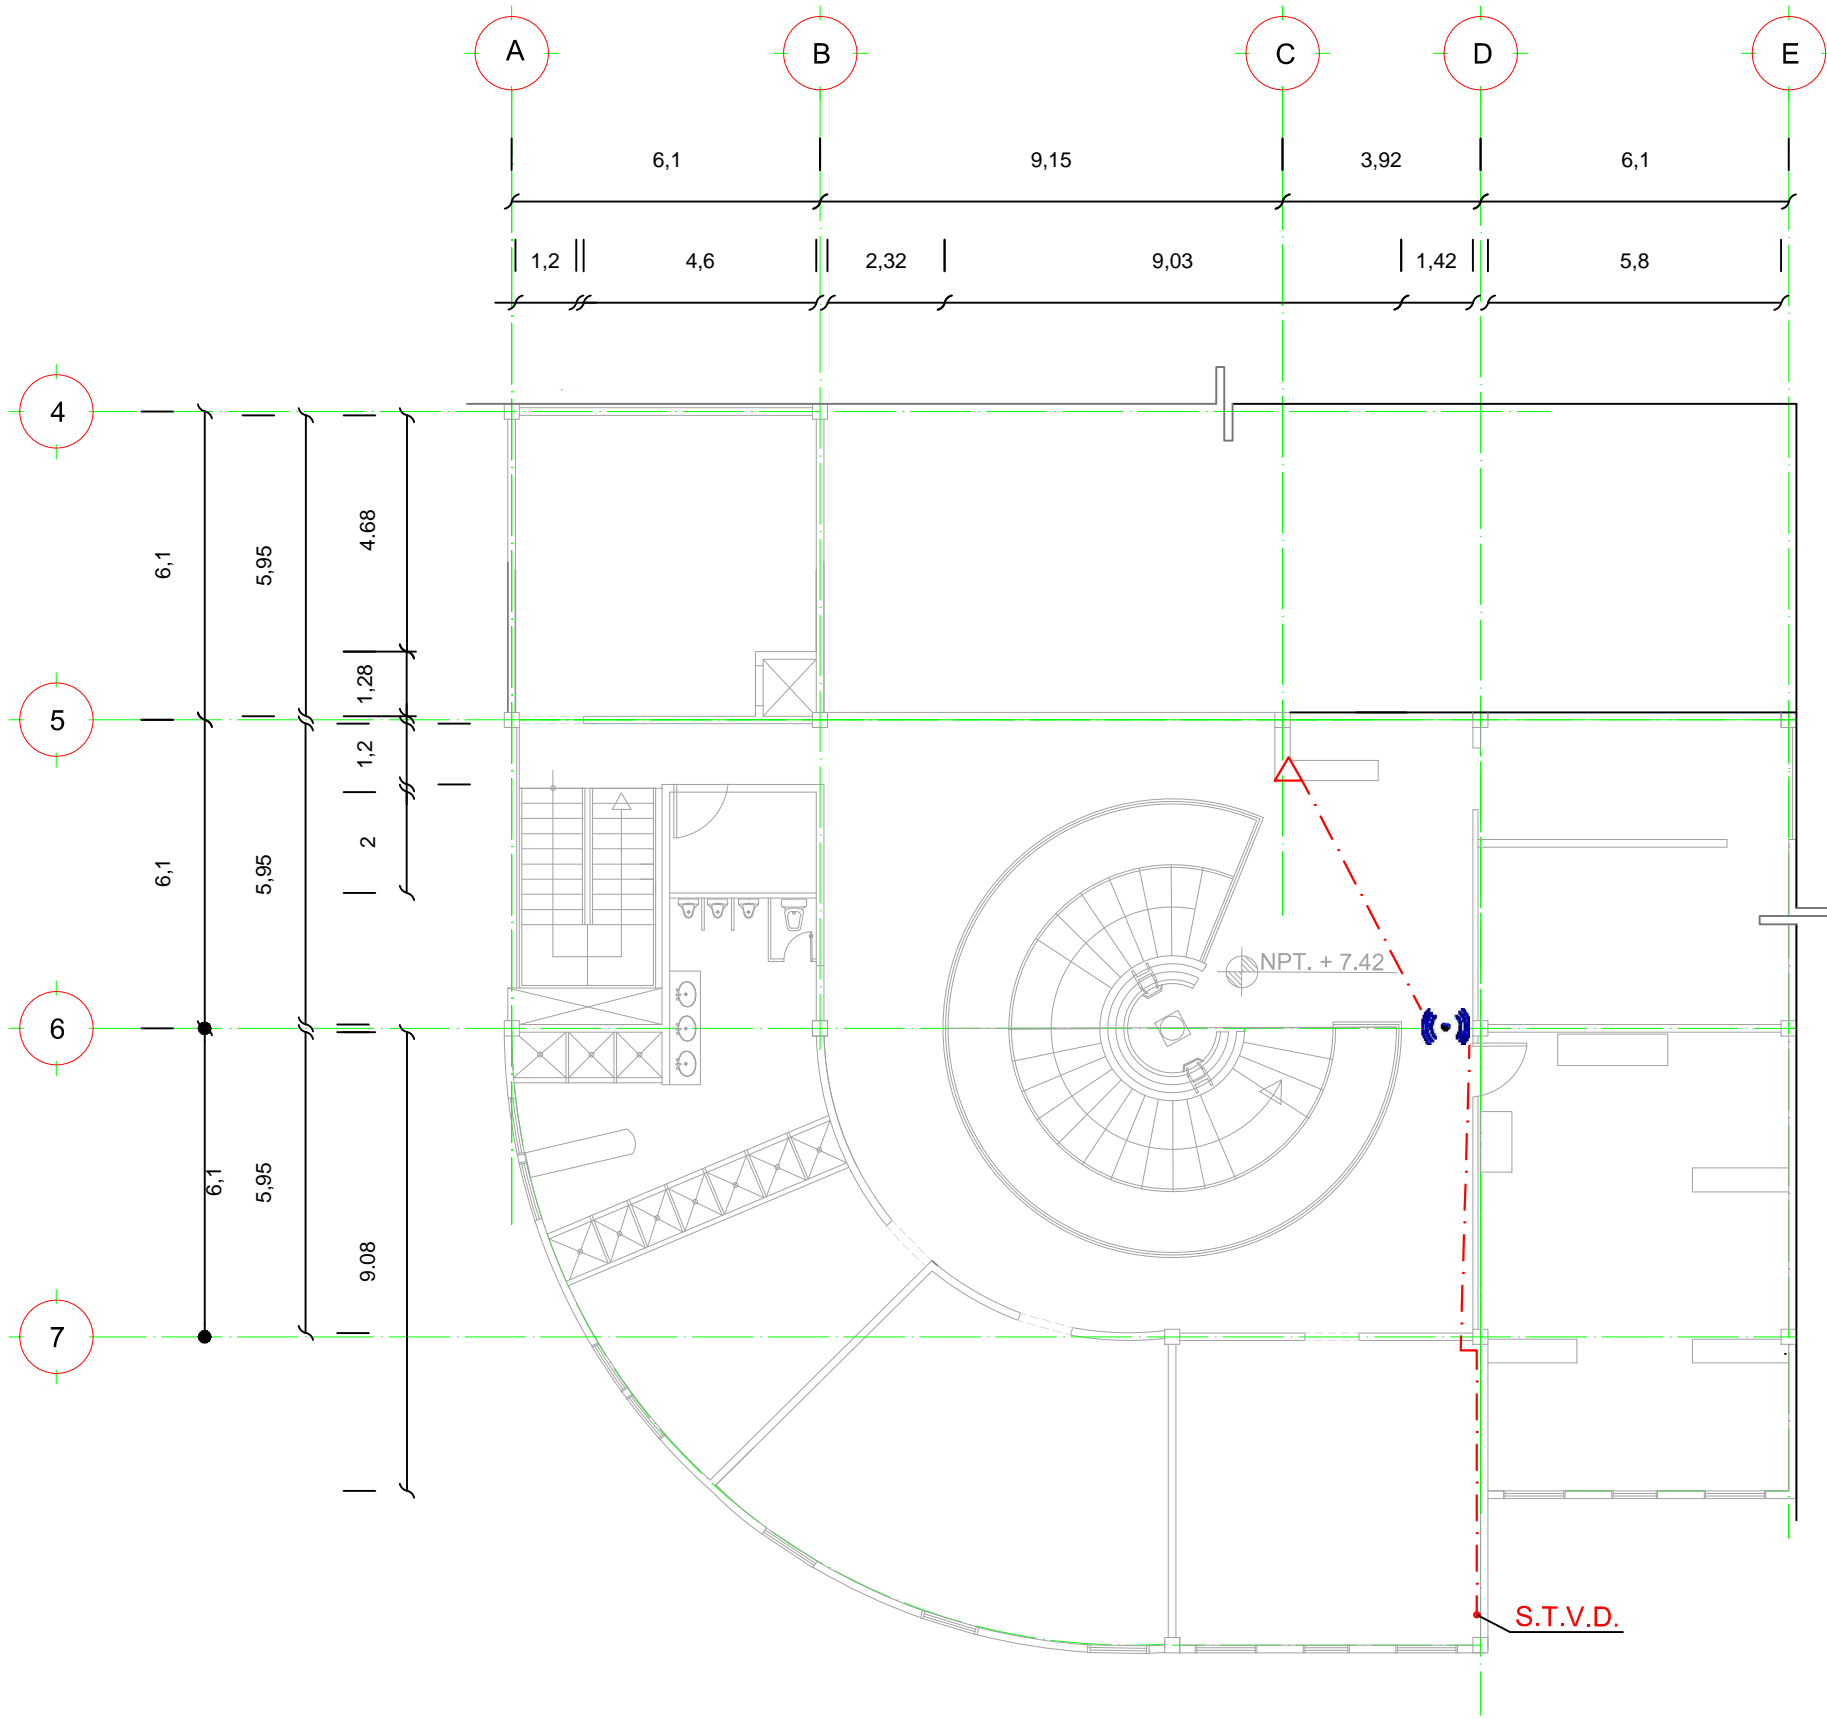 A B C D E
6,1 9,15 3,92 6,1
1,2 4,6 2,32 9,03 1,42 5,8
4
6,1 5,95 4.68
1,28
5
1,2
6,1 5,95 2
NPT. + 7.42
6
6,1 5,95
9.08
7
S.T.V.D.